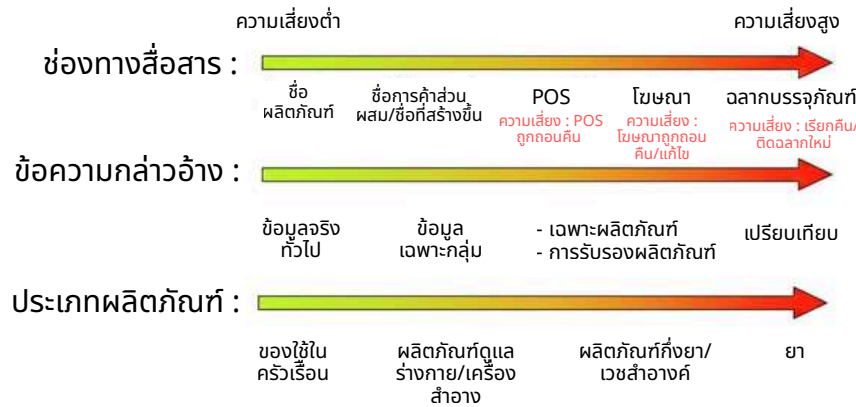 ความเสี่ยงต่ำ
ความเสี่ยงสูง
ช่องทางสื่อสาร :
ชื่อ
ผลิตภัณฑ์
ชื่อการค้าส่วน
ผสม/ชื่อที่สร้างขึ้น
POS
ความเสี่ยง : POS
ถูกถอนคืน
โฆษณา
ความเสี่ยง :
โฆษณาถูกถอน
คืน/แก้ไข
ฉลากบรรจุภัณฑ์
ความเสี่ยง : เรียกคืน/
ติดฉลากใหม่
ข้อความกล่าวอ้าง :
ข้อมูลจริง
ทั่วไป
ข้อมูล
เฉพาะกลุ่ม
- เฉพาะผลิตภัณฑ์
- การรับรองผลิตภัณฑ์
เปรียบเทียบ
ประเภทผลิตภัณฑ์ :
ของใช้ใน
ครัวเรือน
ผลิตภัณฑ์ดูแล
ร่างกาย/เครื่อง
สำอาง
ผลิตภัณฑ์กึ่งยา/
เวชสำอางค์
ยา